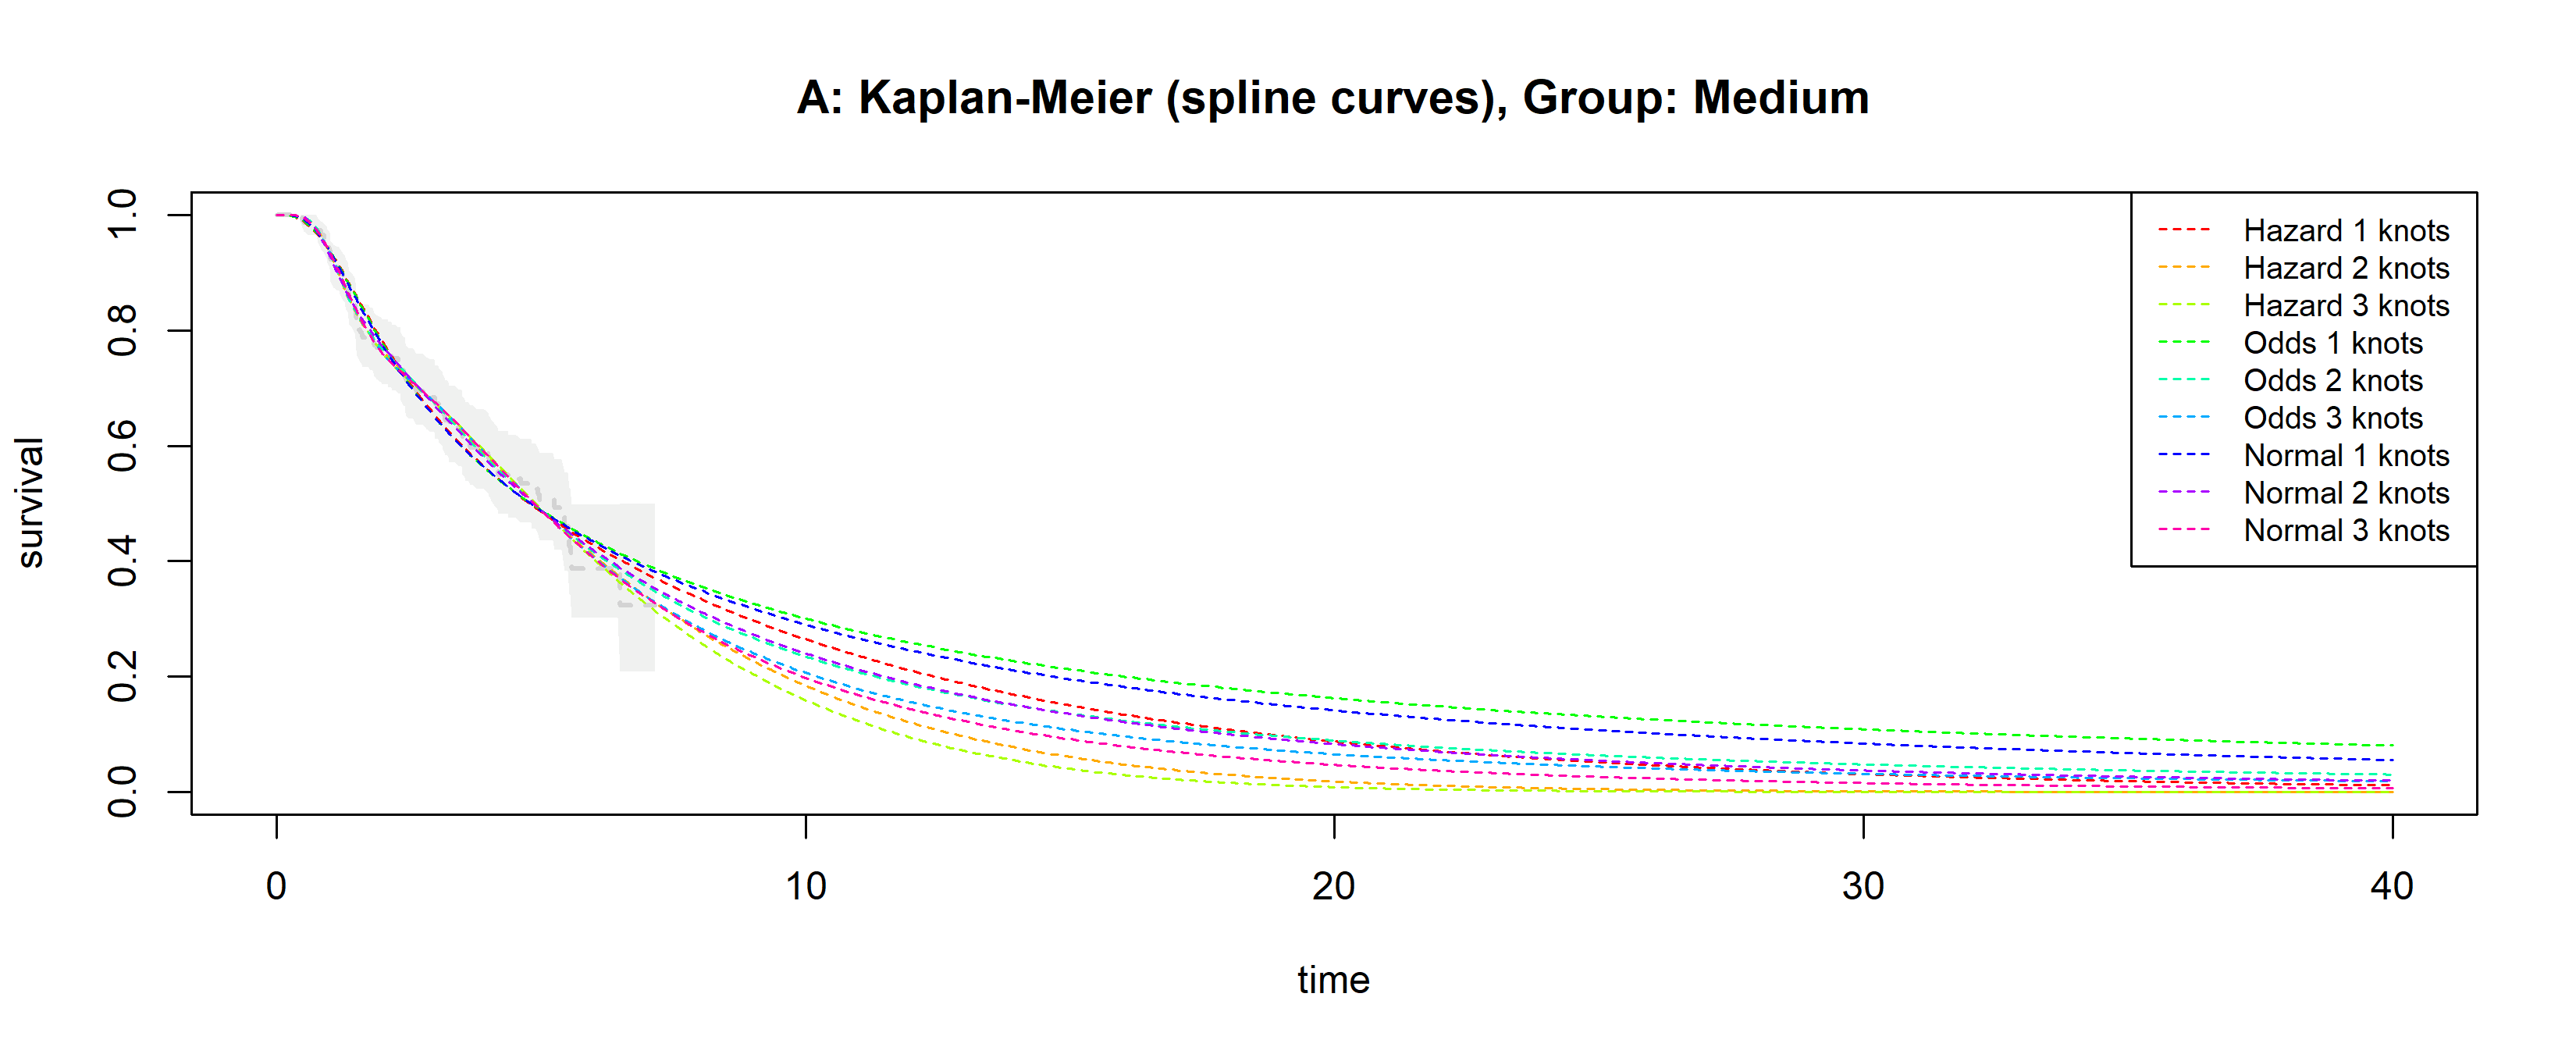 A: Kaplan-Meier (spline curves), Group: Medium
survival
1.0
0.8
0.6
0.4
0.2
0.0
Hazard 1 knots
Hazard 2 knots
Hazard 3 knots
Odds 1 knots
Odds 2 knots
Odds 3 knots
Normal 1 knots
Normal 2 knots
Normal 3 knots
0 10 20 30 40
time